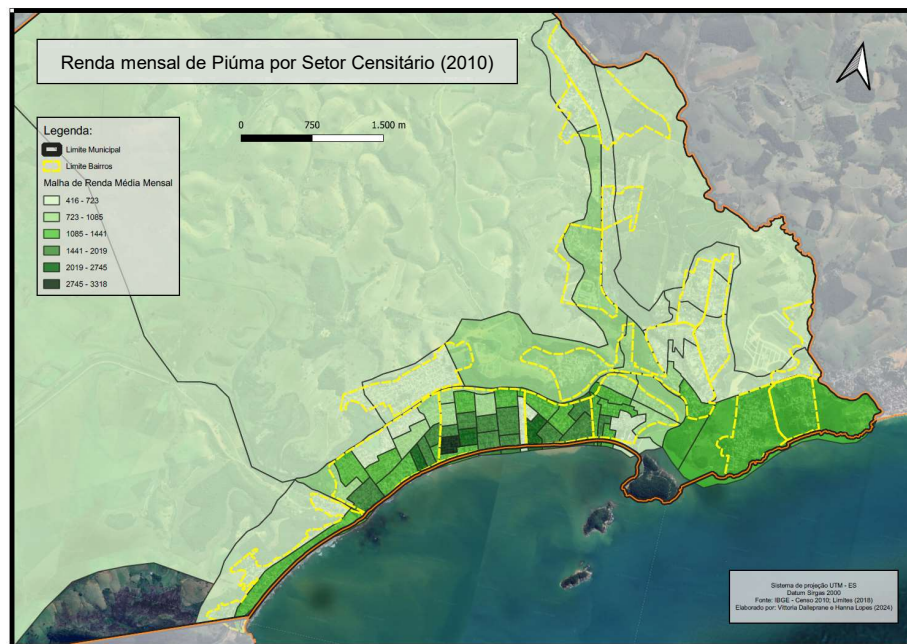 Renda mensal de Piúma por Setor Censitário (2010)
Legenda:
Limite Municipal
Limite Bairros
Malha de Renda Média Mensal
416 - 723
723 - 1085
1085 - 1441
1441 - 2019
2019 - 2745
2745 - 3318
0 750 1.500 m
Sistema de projeção UTM - ES
Datum Sirgas 2000
Fonte: IBGE - Censo 2010; Limites (2018)
Elaborado por: Vittoria Dalleprane e Hanna Lopes (2024)